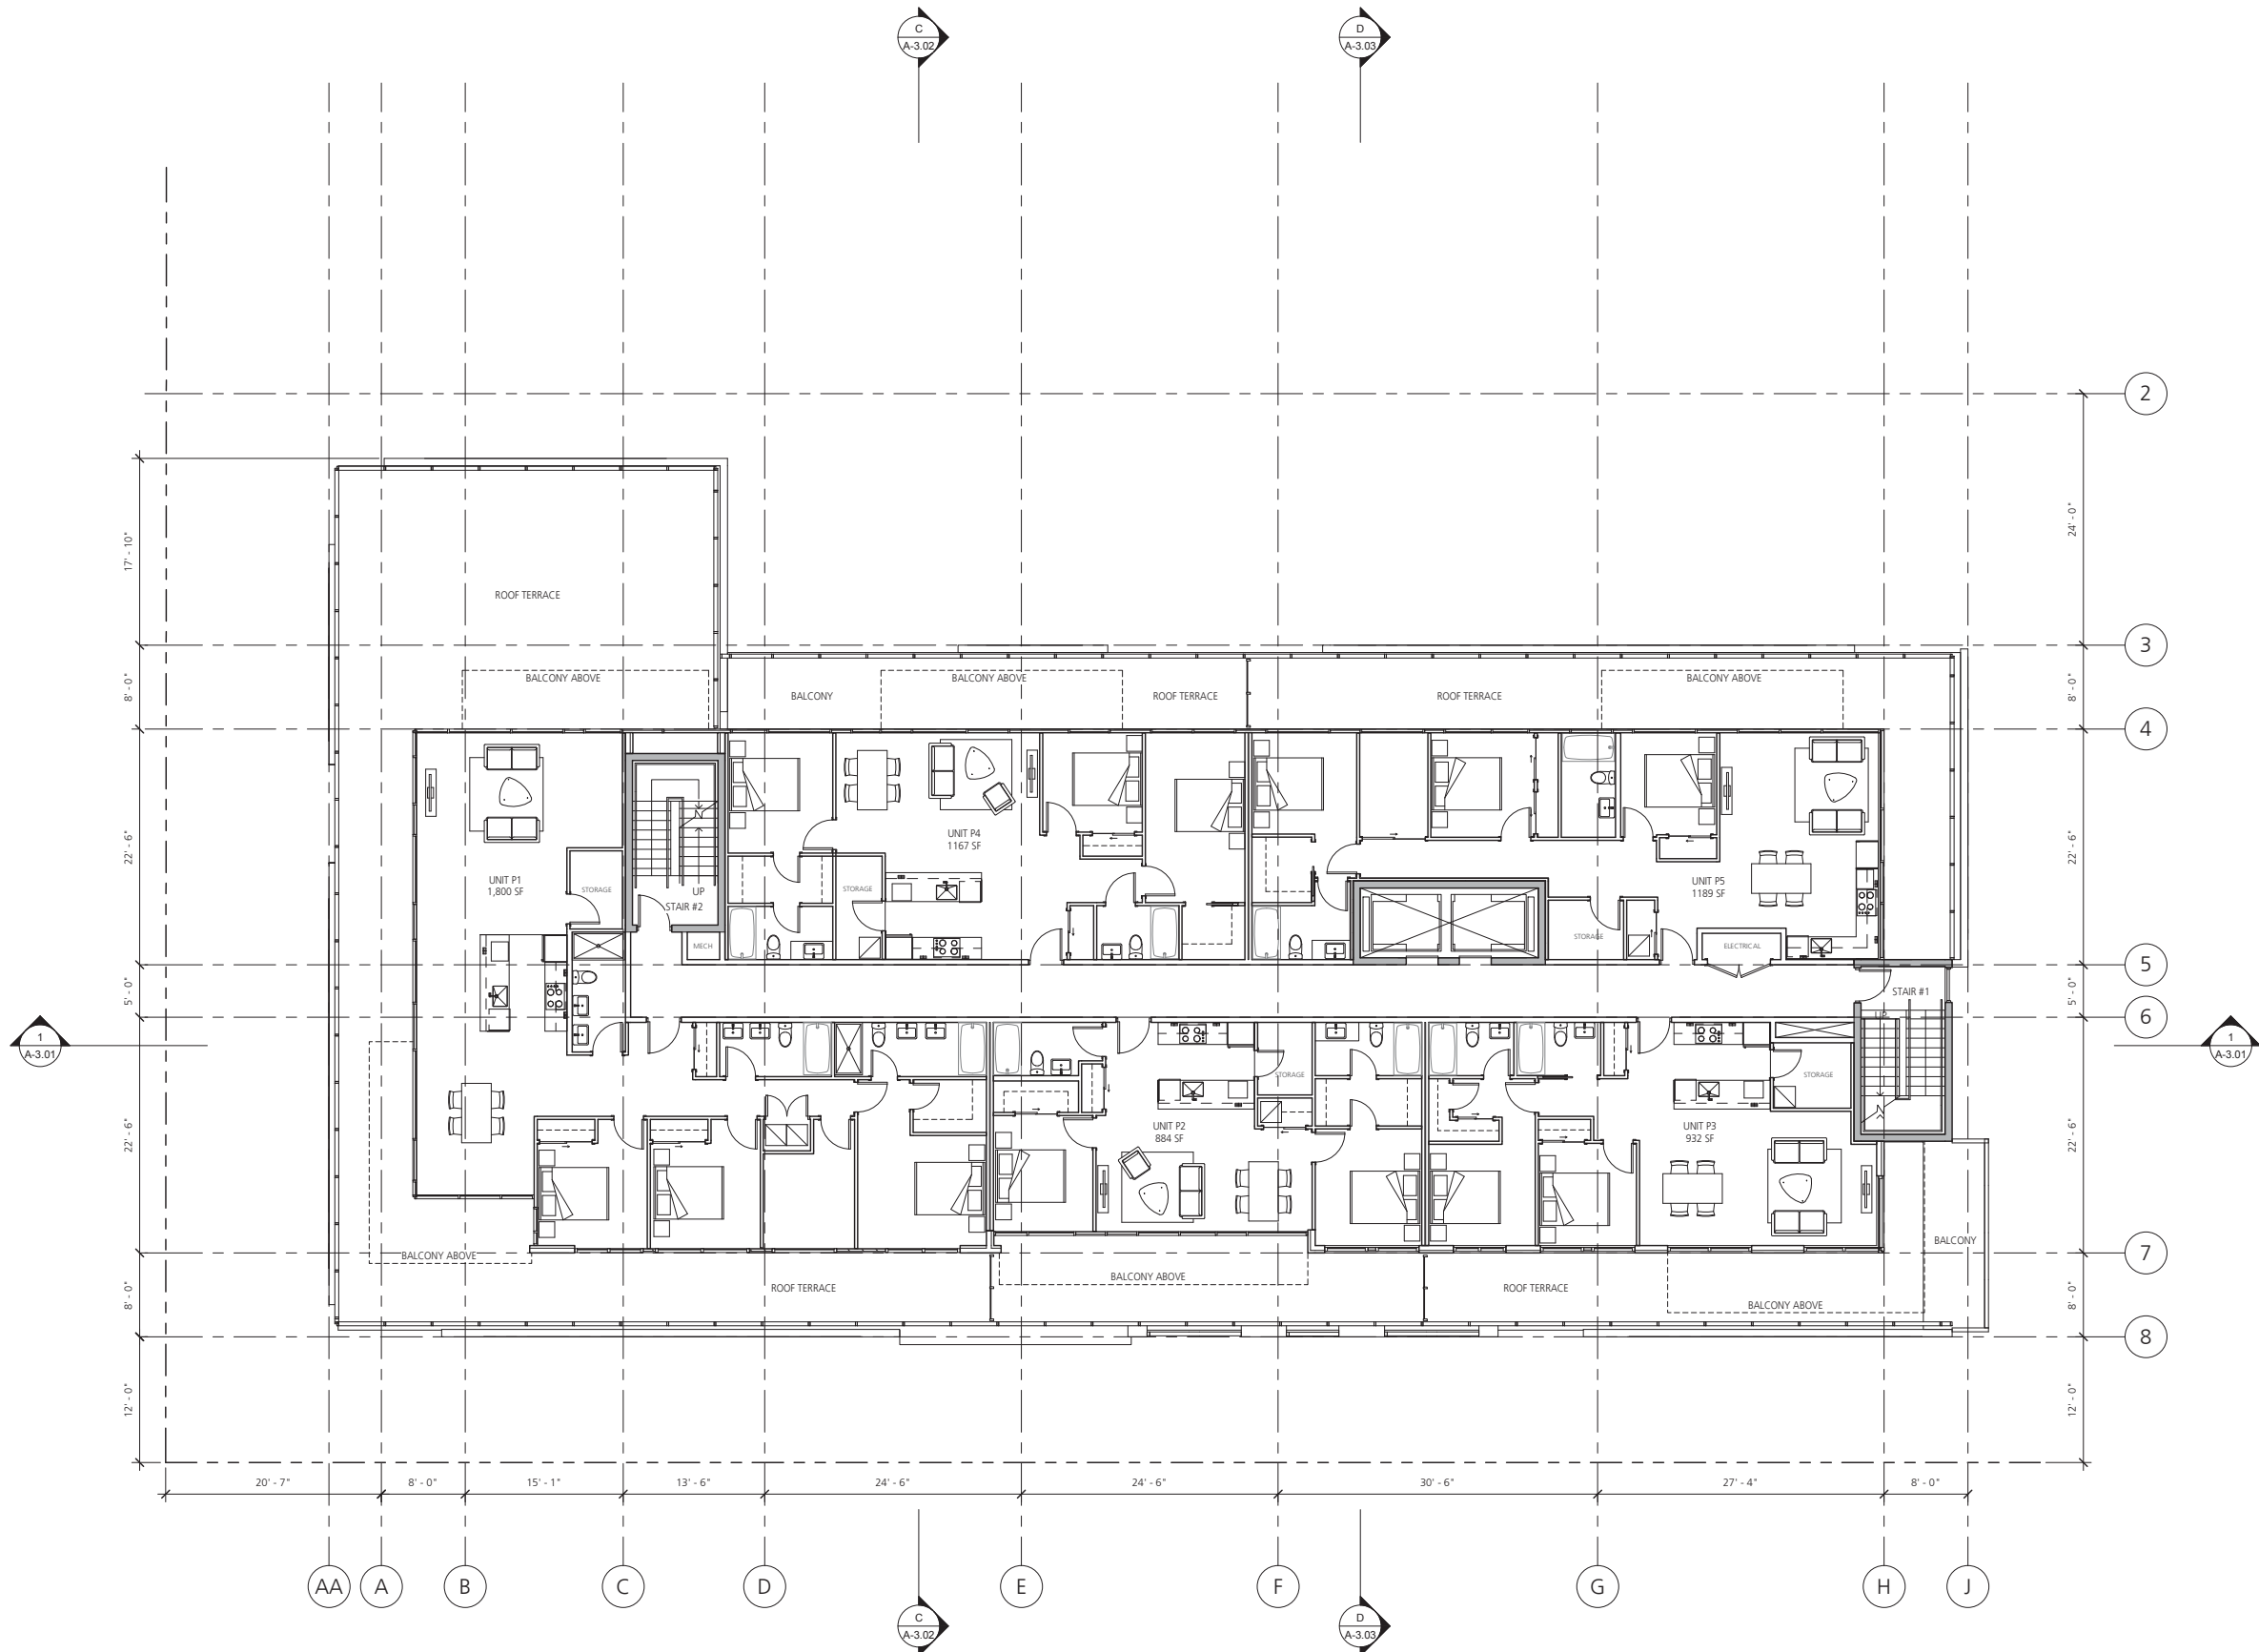 C
A-3.02
D
A-3.03
2
24' - 0"
17' - 10"
ROOF TERRACE
3
8' - 0"
BALCONY ABOVE
BALCONY
BALCONY ABOVE
ROOF TERRACE
ROOF TERRACE
BALCONY ABOVE
8' - 0"
4
22' - 6"
UNIT P1
1,800 SF
STORAGE
UP
STAIR #2
MECH
STORAGE
UNIT P4
1167 SF
STORAGE
UNIT P5
1189 SF
ELECTRICAL
22' - 6"
5
5' - 0"
STAIR #1
5' - 0"
6
1
A-3.01
UP
1
A-3.01
22' - 6"
STORAGE
UNIT P2
884 SF
UNIT P3
932 SF
STORAGE
22' - 6"
BALCONY ABOVE
BALCONY
7
8' - 0"
ROOF TERRACE
BALCONY ABOVE
ROOF TERRACE
BALCONY ABOVE
8' - 0"
8
12' - 0"
12' - 0"
20' - 7"
8' - 0"
15' - 1"
13' - 6"
24' - 6"
24' - 6"
30' - 6"
27' - 4"
8' - 0"
AA
A
B
C
D
E
F
G
H
J
C
A-3.02
D
A-3.03